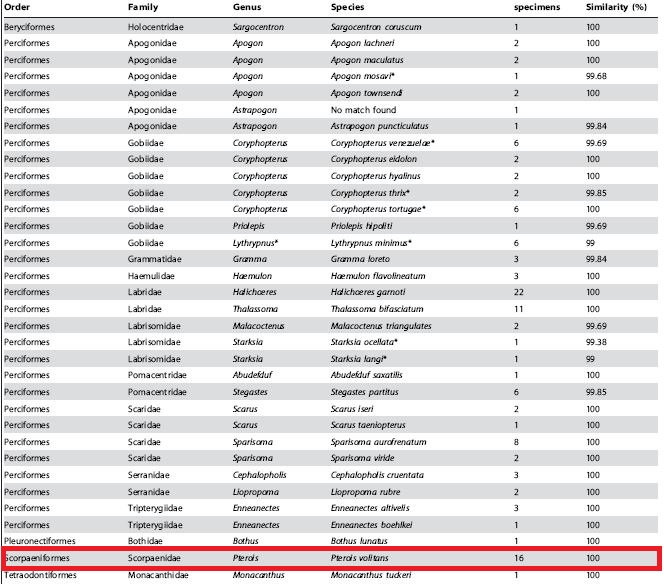 Order Family Genus Species specimens Similarity (%)
Beryciformes Holocentridae Sargocentron Sargocentron coruscum 1 100
Perciformes Apogonidae Apogon Apogon lachneri 2 100
Perciformes Apogonidae Apogon Apogon maculatus 2 100
Perciformes Apogonidae Apogon Apogon mosavi* 1 99.68
Perciformes Apogonidae Apogon Apogon townsendi 2 100
Perciformes Apogonidae Astrapogon No match found 1
Perciformes Apogonidae Astrapogon Astrapogon puncticulatus 1 99.84
Perciformes Gobiidae Coryphopterus Coryphopterus venezuelae* 6 99.69
Perciformes Gobiidae Coryphopterus Coryphopterus eidolon 2 100
Perciformes Gobiidae Coryphopterus Coryphopterus hyalinus 2 100
Perciformes Gobiidae Coryphopterus Coryphopterus thrix* 2 99.85
Perciformes Gobiidae Coryphopterus Coryphopterus tortugae* 6 100
Perciformes Gobiidae Priolepis Priolepis hipoliti 1 99.69
Perciformes Gobiidae Lythrypnus* Lythrypnus minimus* 6 99
Perciformes Grammatidae Gramma Gramma loreto 3 99.84
Perciformes Haemulidae Haemulon Haemulon flavolineatum 3 100
Perciformes Labridae Halichoeres Halichoeres garnoti 22 100
Perciformes Labridae Thalassoma Thalassoma bifasciatum 11 100
Perciformes Labrisomidae Malacoctenus Malacoctenus triangulates 2 99.69
Perciformes Labrisomidae Starksia Starksia ocellata* 1 99.38
Perciformes Labrisomidae Starksia Starksia langi* 1 99
Perciformes Pomacentridae Abudefduf Abudefduf saxatilis 1 100
Perciformes Pomacentridae Stegastes Stegastes partitus 6 99.85
Perciformes Scaridae Scarus Scarus iseri 2 100
Perciformes Scaridae Scarus Scarus taeniopterus 1 100
Perciformes Scaridae Sparisoma Sparisoma aurofrenatum 8 100
Perciformes Scaridae Sparisoma Sparisoma viride 2 100
Perciformes Serranidae Cephalopholis Cephalopholis cruentata 3 100
Perciformes Serranidae Liopropoma Liopropoma rubre 2 100
Perciformes Tripterygiidae Enneanectes Enneanectes altivelis 3 100
Perciformes Tripterygiidae Enneanectes Enneanectes boehlkei 1 100
Pleuronectiformes Bothidae Bothus Bothus lunatus 1 100
Scorpaeniformes Scorpaenidae Pterois Pterois volitans 16 100
Tetraodontiformes Monacanthidae Monacanthus Monacanthus tuckeri 1 100